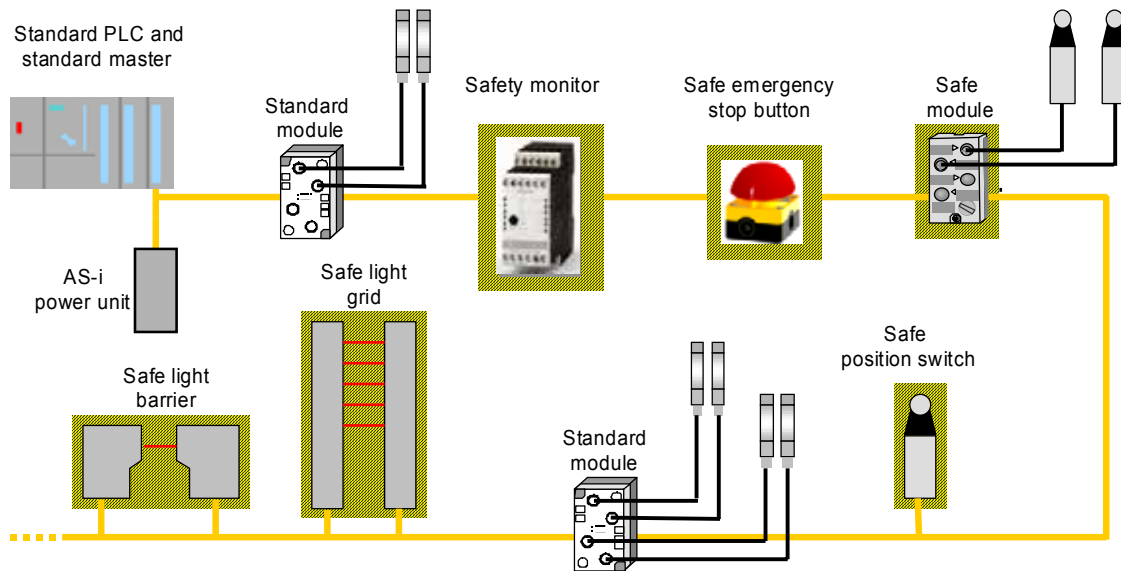 Standard PLC and
standard master
Standard
module
Safety monitor
Safe emergency
stop button
Safe
module
AS-i
power unit
Safe light
grid
Safe
position switch
Safe light
barrier
Standard
module